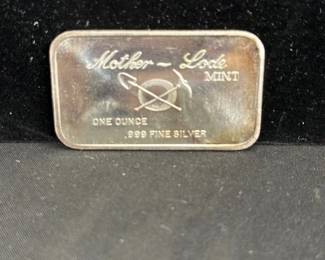 Mother – Lode
MINT
ONE OUNCE
.999 FINE SILVER